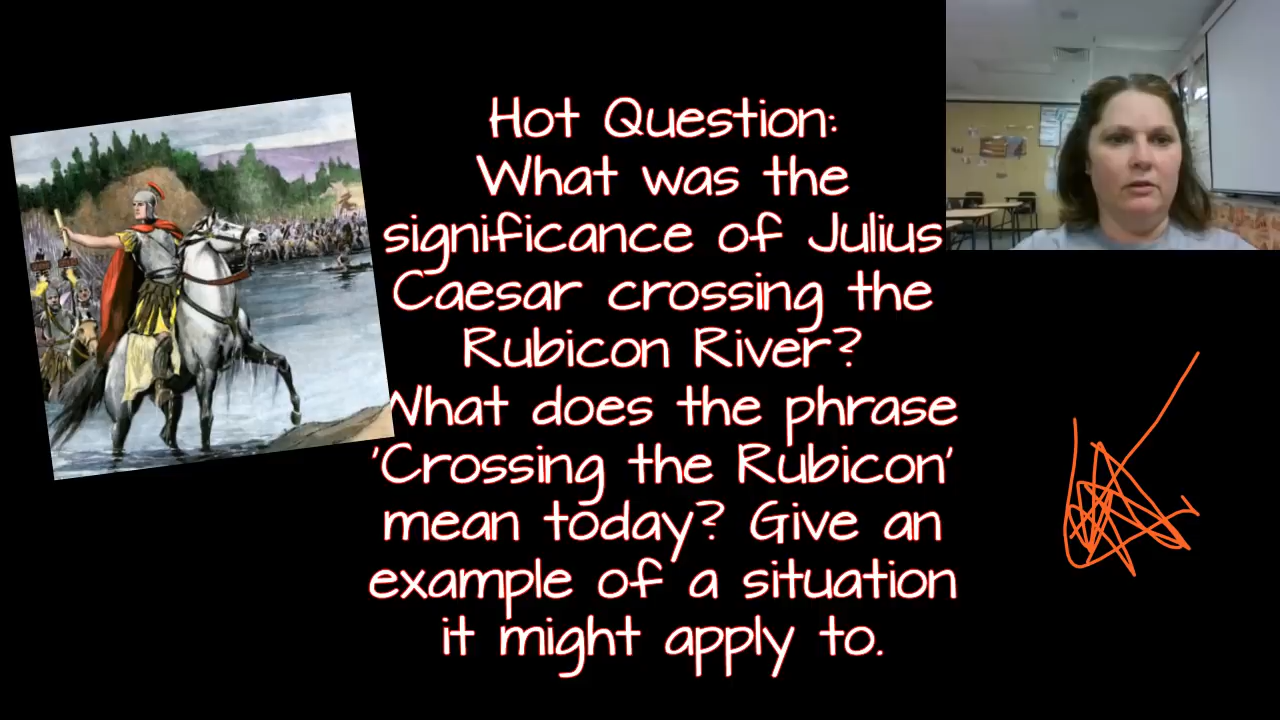 Hot Question:
What was the
significance of Julius
Caesar crossing the
Rubicon River?
What does the phrase
'Crossing the Rubicon'
mean today? Give an
example of a situation
it might apply to.